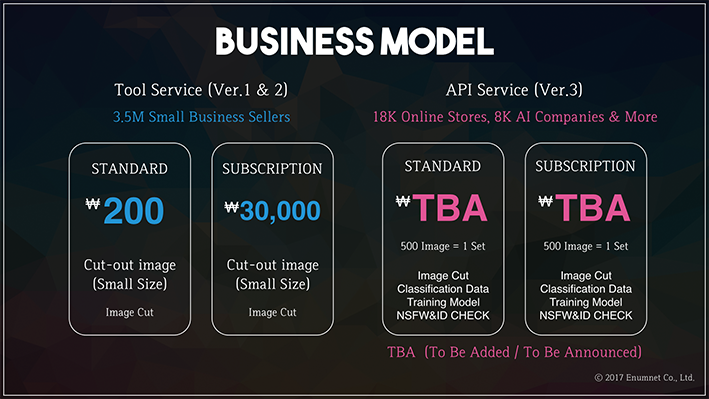 BUSINESS MODEL
Tool Service (Ver.1 & 2)
3.5M Small Business Sellers
STANDARD
₩200
Cut-out image
(Small Size)
Image Cut
SUBSCRIPTION
₩30,000
Cut-out image
(Small Size)
Image Cut
API Service (Ver.3)
18K Online Stores, 8K AI Companies & More
STANDARD
₩TBA
500 Image = 1 Set
Image Cut
Classification Data
Training Model
NSFW&ID CHECK
SUBSCRIPTION
₩TBA
500 Image = 1 Set
Image Cut
Classification Data
Training Model
NSFW&ID CHECK
TBA (To Be Added / To Be Announced)
© 2017 Enumnet Co., Ltd.